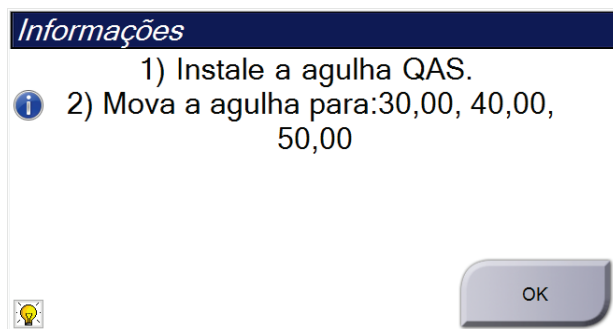 Informações
1) Instale a agulha QAS.
2) Mova a agulha para:30,00, 40,00,
50,00
OK